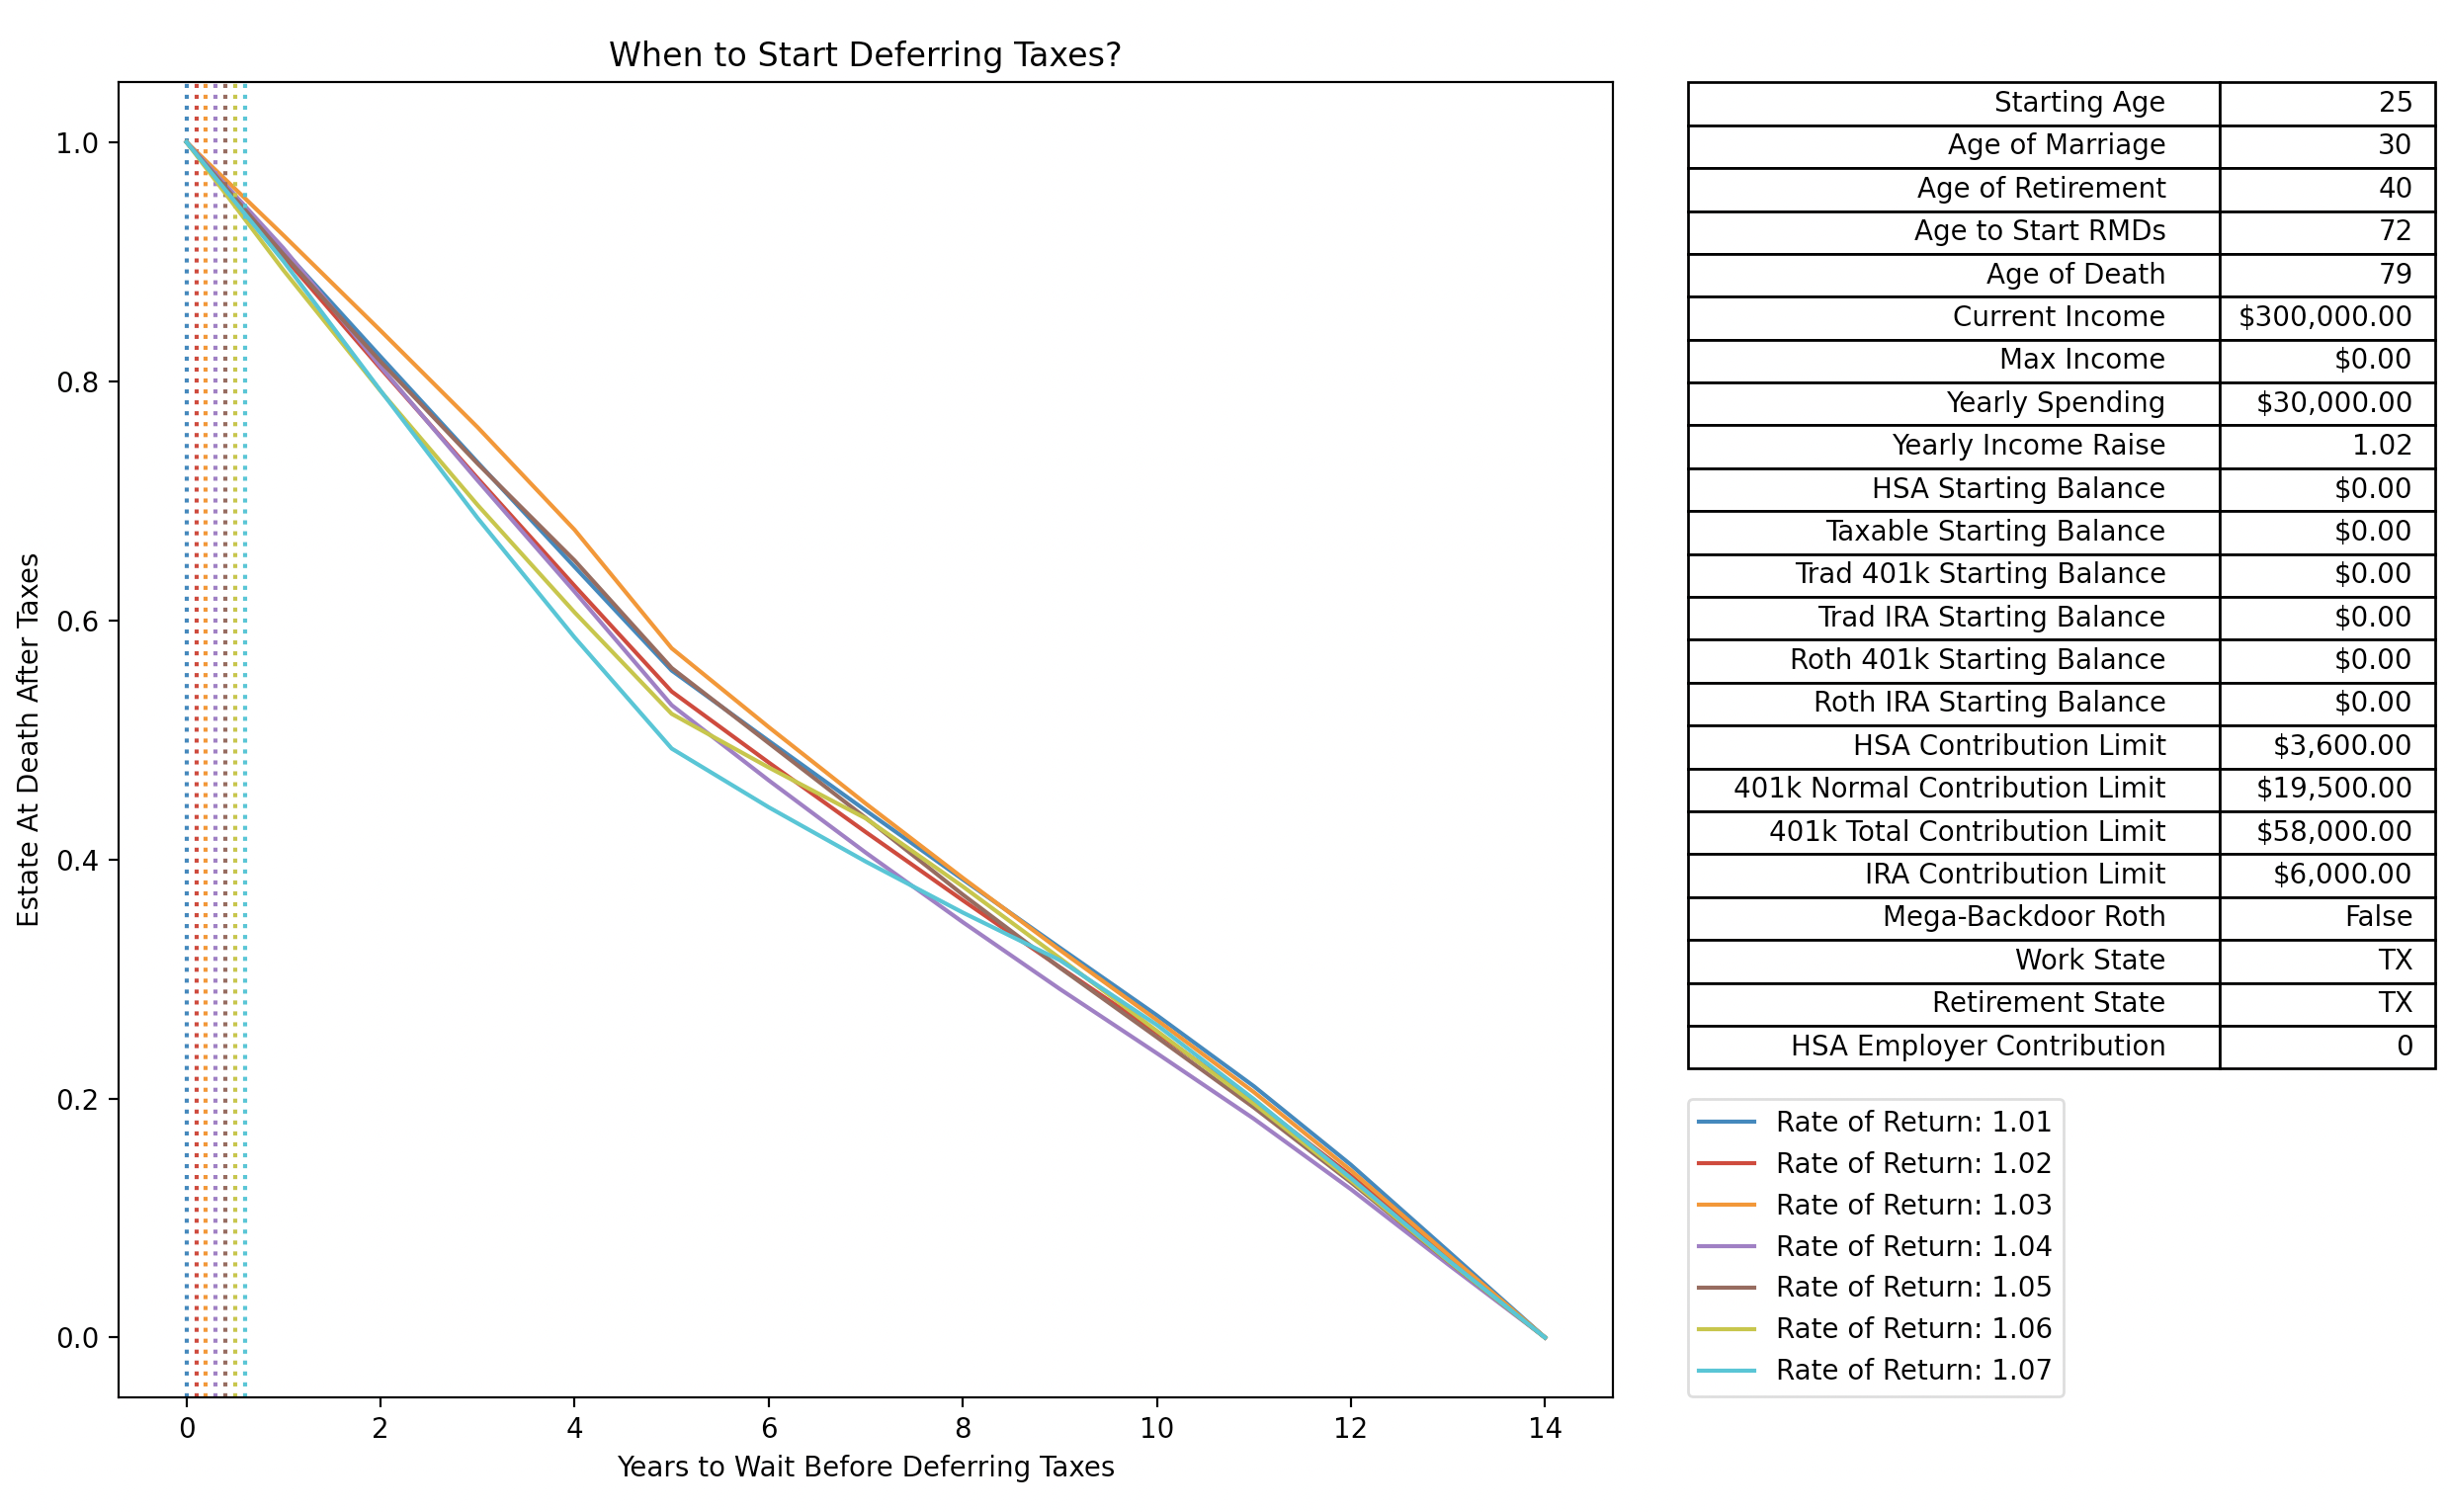 When to Start Deferring Taxes?
Estate At Death After Taxes
1.0
0.8
0.6
0.4
0.2
0.0
0 2 4 6 8 10 12 14
Years to Wait Before Deferring Taxes
Starting Age 25
Age of Marriage 30
Age of Retirement 40
Age to Start RMDs 72
Age of Death 79
Current Income $300,000.00
Max Income $0.00
Yearly Spending $30,000.00
Yearly Income Raise 1.02
HSA Starting Balance $0.00
Taxable Starting Balance $0.00
Trad 401k Starting Balance $0.00
Trad IRA Starting Balance $0.00
Roth 401k Starting Balance $0.00
Roth IRA Starting Balance $0.00
HSA Contribution Limit $3,600.00
401k Normal Contribution Limit $19,500.00
401k Total Contribution Limit $58,000.00
IRA Contribution Limit $6,000.00
Mega-Backdoor Roth False
Work State TX
Retirement State TX
HSA Employer Contribution 0
Rate of Return: 1.01
Rate of Return: 1.02
Rate of Return: 1.03
Rate of Return: 1.04
Rate of Return: 1.05
Rate of Return: 1.06
Rate of Return: 1.07